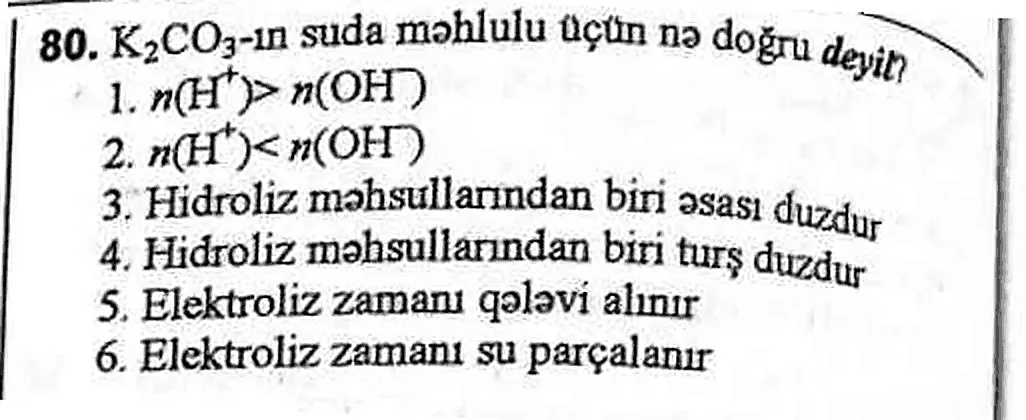 80. K₂CO₃-ın suda məhlulu üçün nə doğru deyil?
1. n(H⁺)> n(OH⁻)
2. n(H⁺)< n(OH⁻)
3. Hidroliz məhsullarından biri əsası duzdur
4. Hidroliz məhsullarından biri turş duzdur
5. Elektroliz zamanı qələvi alınır
6. Elektroliz zamanı su parçalanır